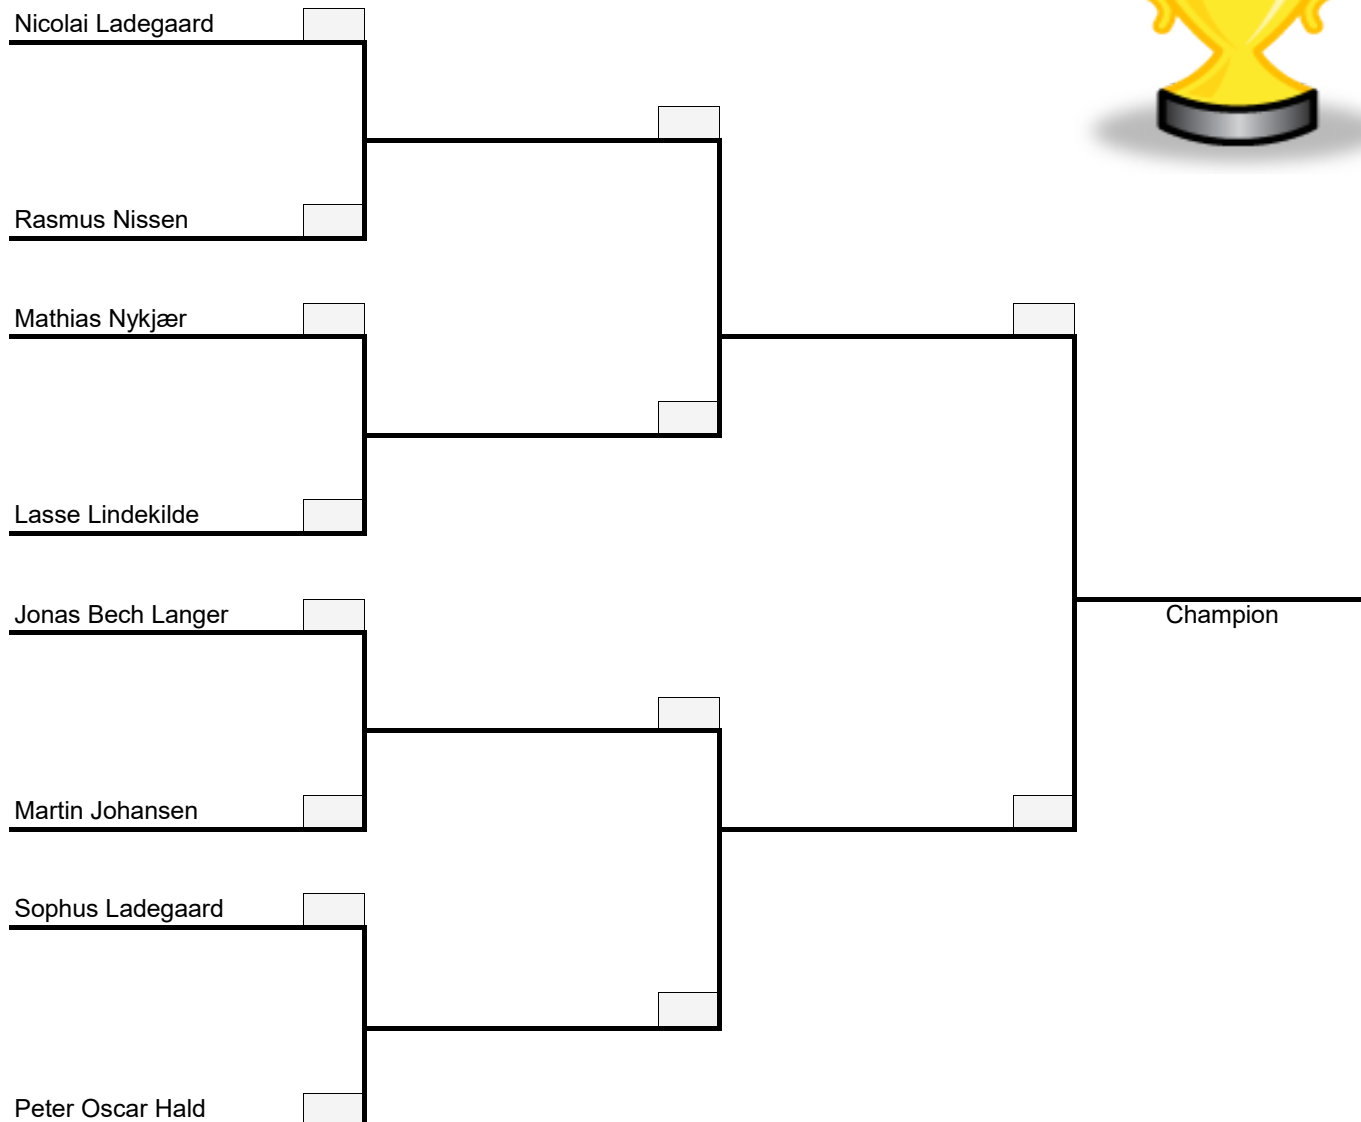 Nicolai Ladegaard
Rasmus Nissen
Mathias Nykjær
Lasse Lindekilde
Jonas Bech Langer
Champion
Martin Johansen
Sophus Ladegaard
Peter Oscar Hald